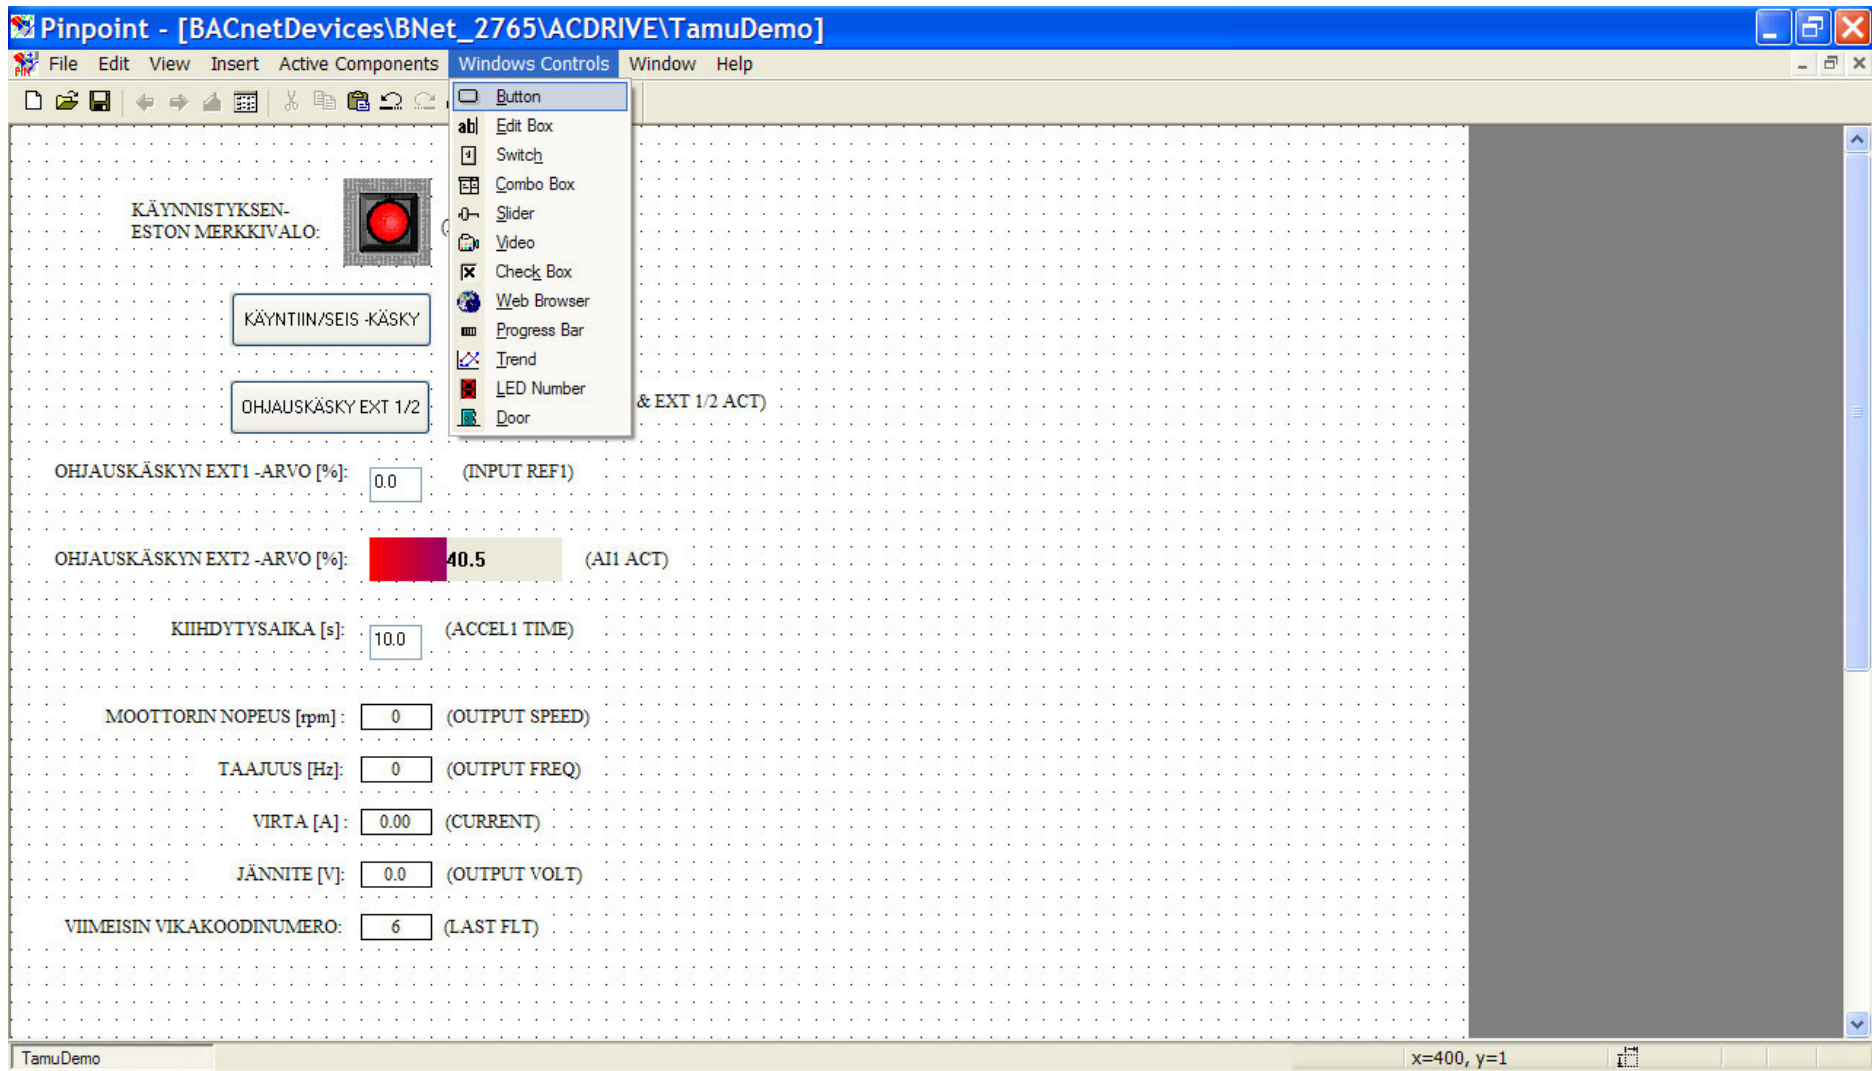 Pinpoint - [BACnetDevices\BNet_2765\ACDRIVE\TamuDemo]
File Edit View Insert Active Components Windows Controls Window Help
Button
Edit Box
Switch
Combo Box
Slider
Video
Check Box
Web Browser
Progress Bar
Trend
LED Number
Door
KÄYNNISTYKSEN-
ESTON MERKKIVALO:
KÄYNTIIN/SEIS -KÄSKY
OHJAUSKÄSKY EXT 1/2
& EXT 1/2 ACT)
OHJAUSKÄSKYN EXT1 -ARVO [%]: 0.0 (INPUT REF1)
OHJAUSKÄSKYN EXT2 -ARVO [%]: 40.5 (AI1 ACT)
KIIHDYTYSAIKA [s]: 10.0 (ACCEL1 TIME)
MOOTTORIN NOPEUS [rpm] : 0 (OUTPUT SPEED)
TAAJUUS [Hz]: 0 (OUTPUT FREQ)
VIRTA [A] : 0.00 (CURRENT)
JÄNNITE [V]: 0.0 (OUTPUT VOLT)
VIIMEISIN VIKAKOODINUMERO: 6 (LAST FLT)
TamuDemo x=400, y=1